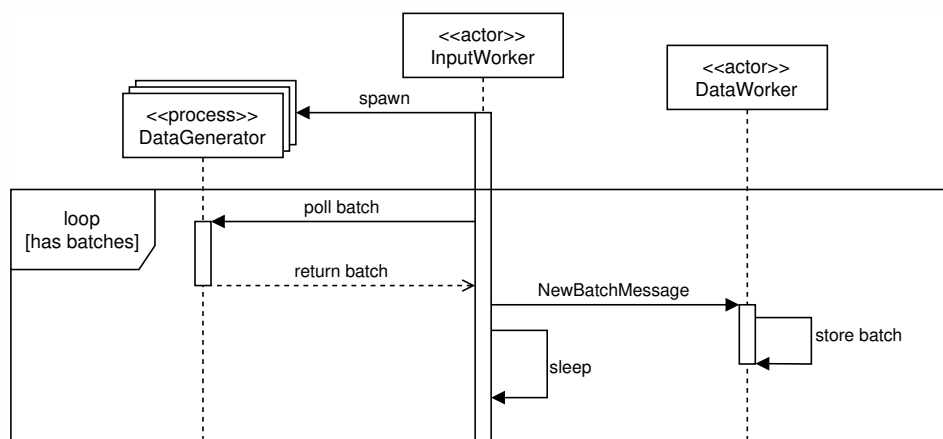 <<actor>>
InputWorker
<<actor>>
DataWorker
spawn
<<process>>
DataGenerator
loop
[has batches]
poll batch
return batch
NewBatchMessage
store batch
sleep